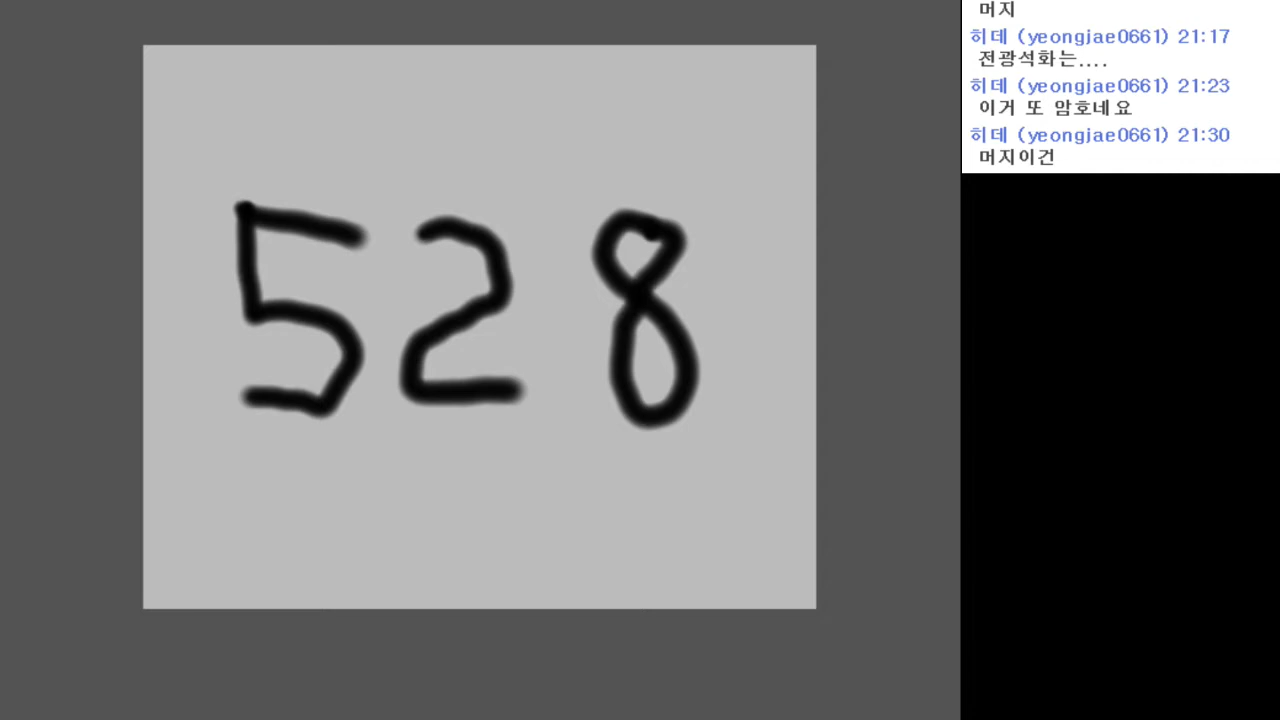 528
머지
히데 (yeongjae0661) 21:17
전광석화는....
히데 (yeongjae0661) 21:23
이거 또 암호네요
히데 (yeongjae0661) 21:30
머지이건